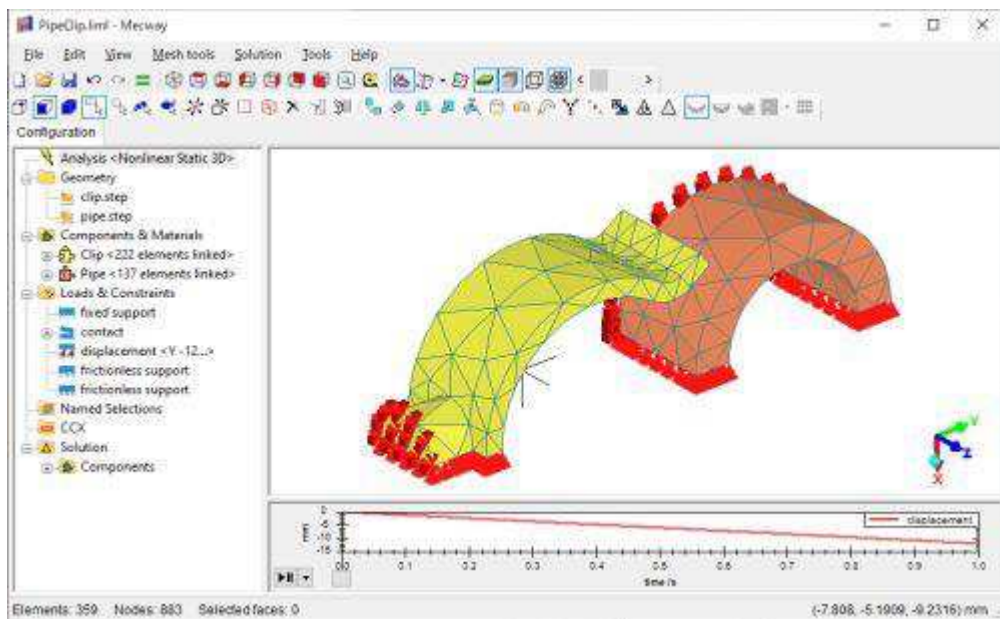 PipeClip.liml - Mecway
File Edit View Mesh tools Solution Tools Help
Configuration
Analysis <Nonlinear Static 3D>
Geometry
clip.step
pipe.step
Components & Materials
Clip <222 elements linked>
Pipe <137 elements linked>
Loads & Constraints
fixed support
contact
displacement <Y -12...>
frictionless support
frictionless support
Named Selections
CCX
Solution
Components
Y
Z
X
displacement
mm
0
-5
-10
-15
0.0 0.1 0.2 0.3 0.4 0.5 0.6 0.7 0.8 0.9 1.0
time /s
Elements: 359 Nodes: 883 Selected faces: 0
(-7.808, -5.1909, -9.2316) mm